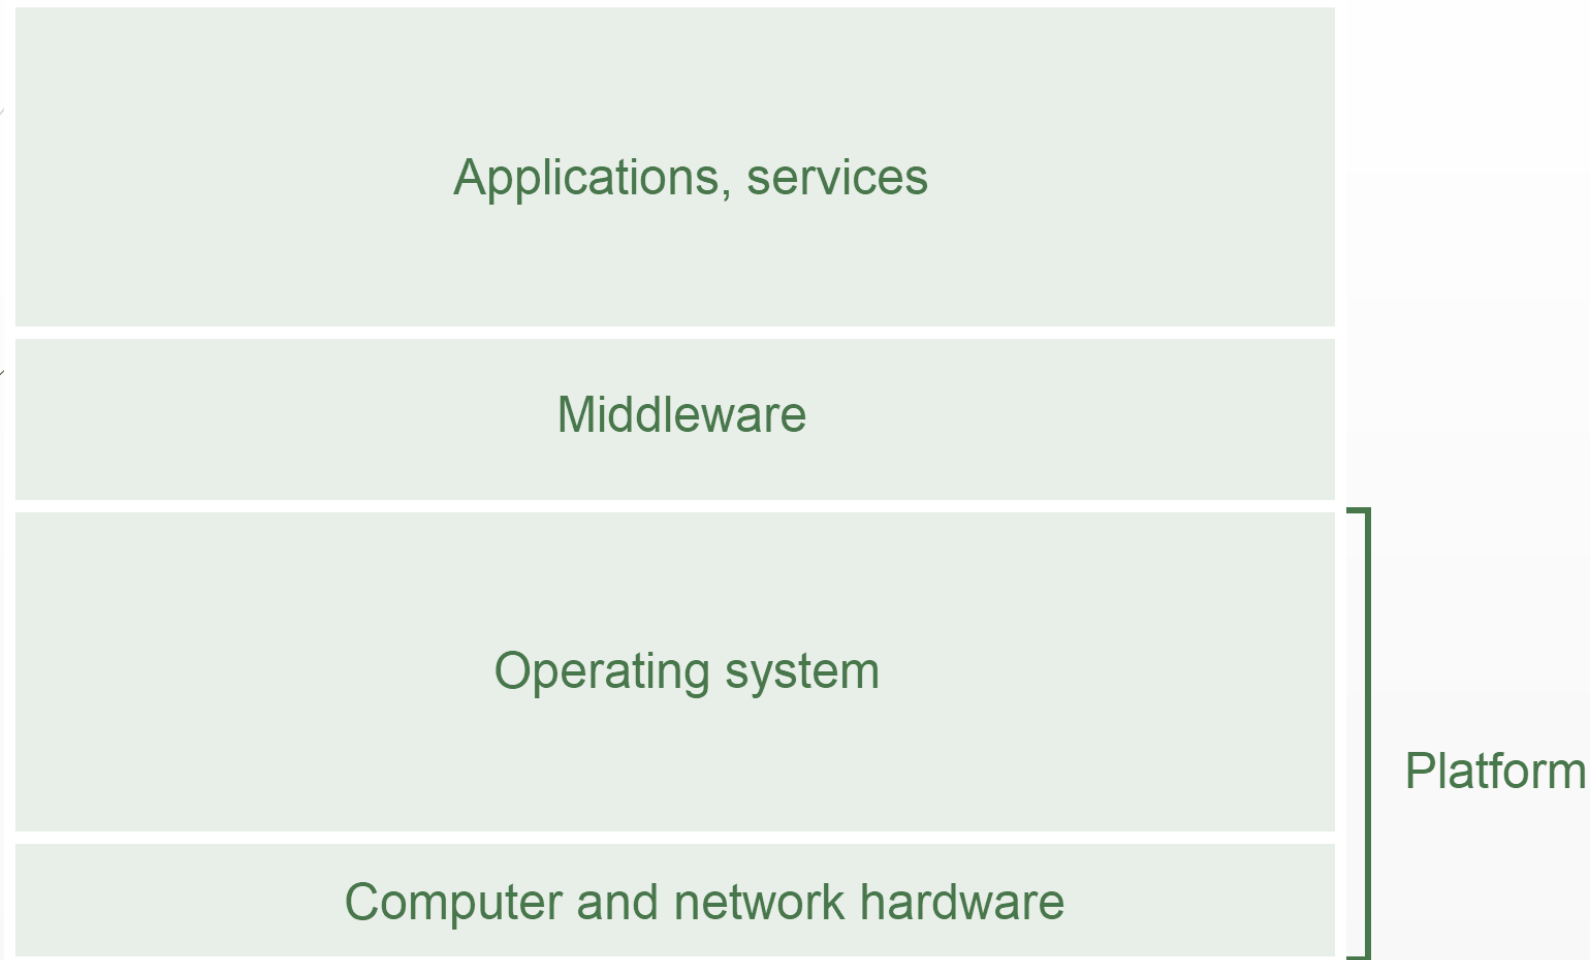 Applications, services
Middleware
Operating system
Platform
Computer and network hardware